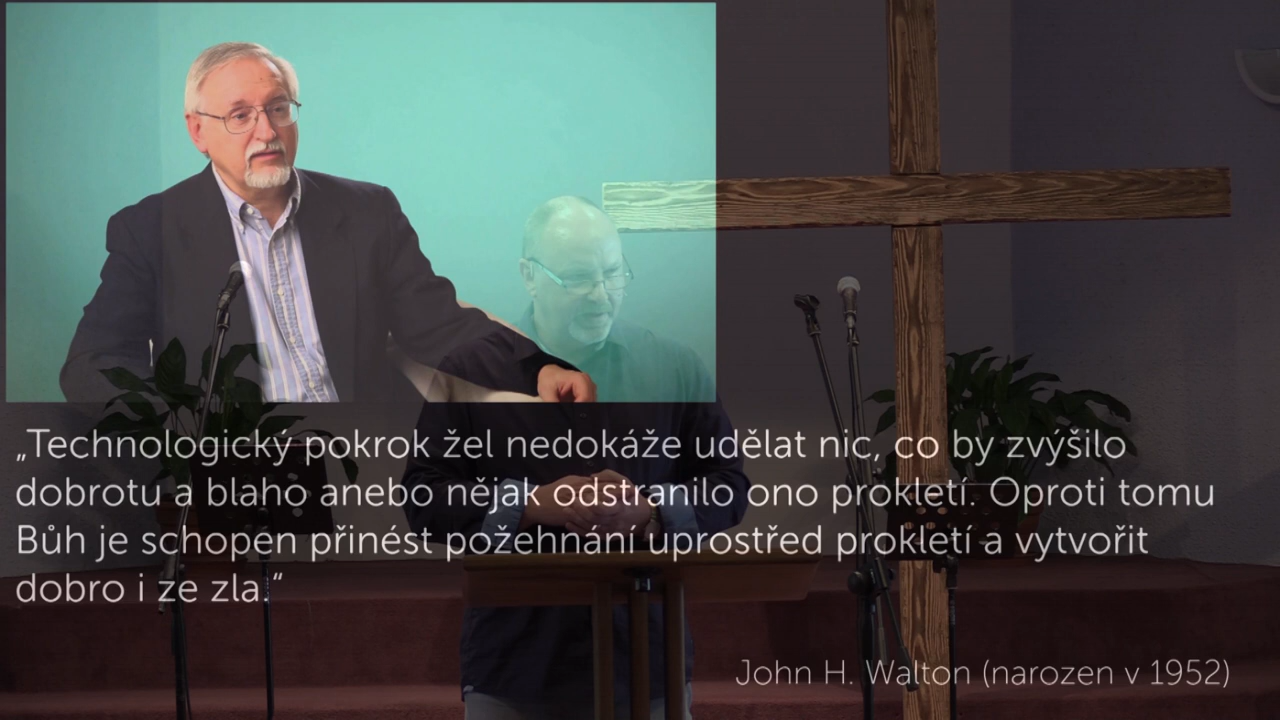 „Technologický pokrok žel nedokáže udělat nic, co by zvýšilo
dobrotu a blaho anebo nějak odstranilo ono prokletí. Oproti tomu
Bůh je schopen přinést požehnání uprostřed prokletí a vytvořit
dobro i ze zla.“
John H. Walton (narozen v 1952)